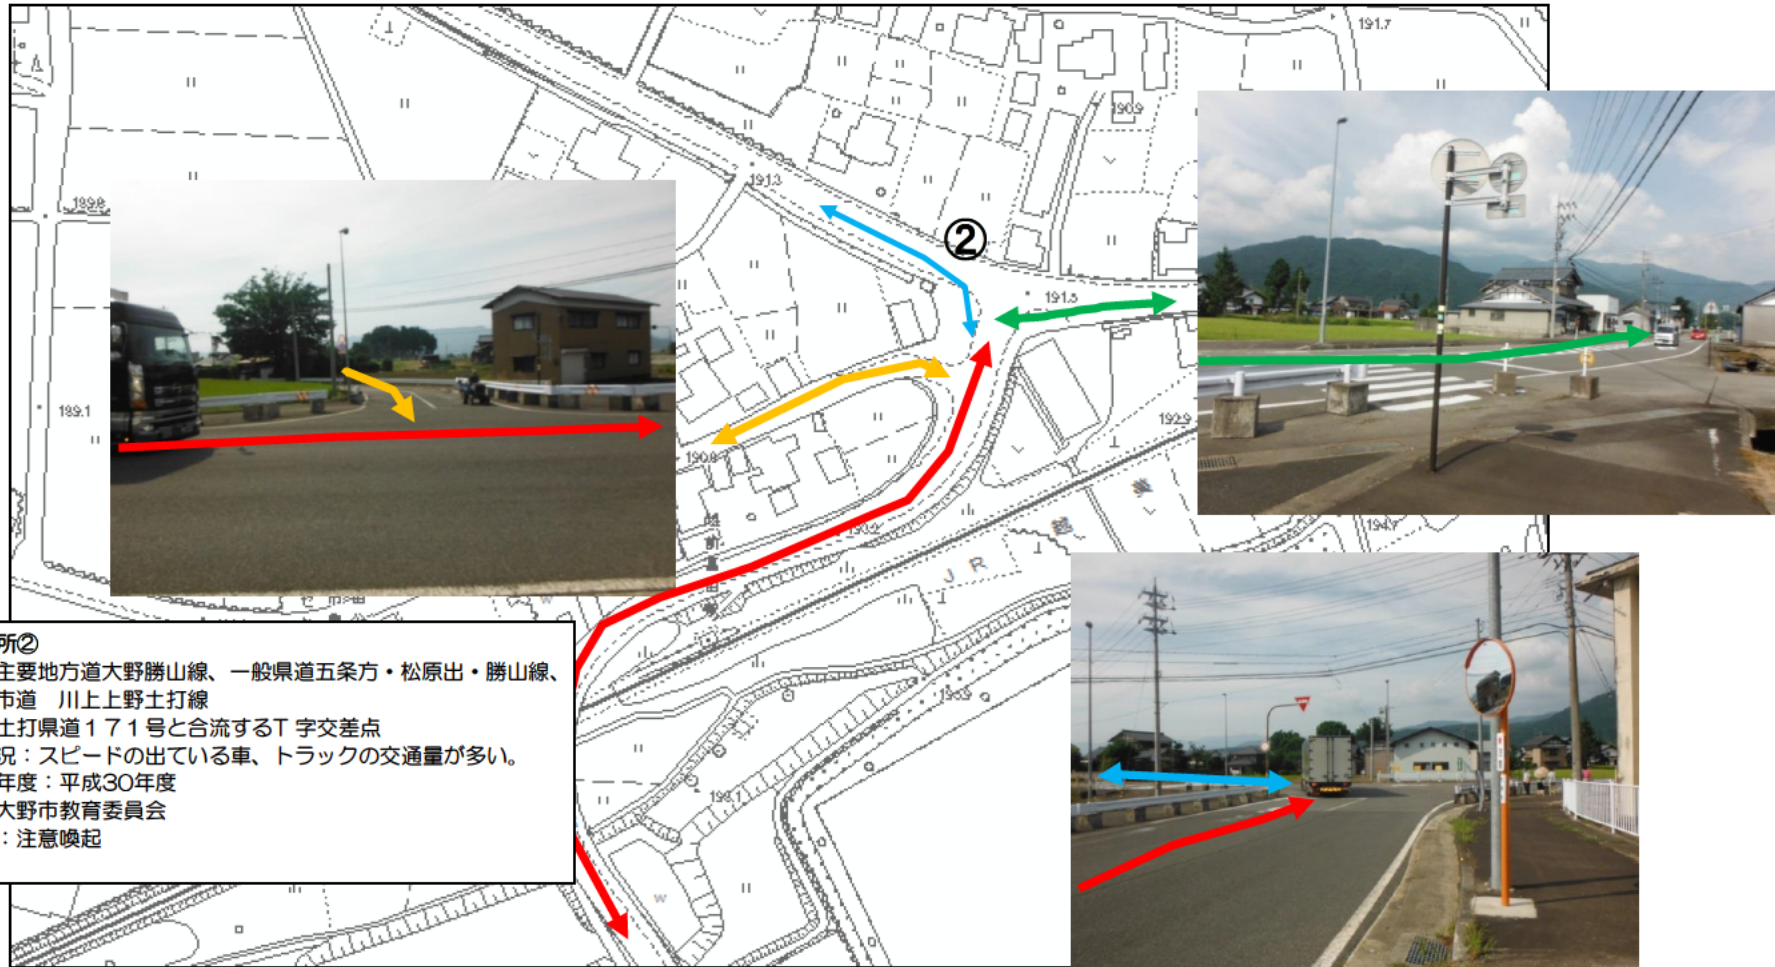 191.7
190.9
191.3
189.8
②
191.5
189.1
192.9
190.8
190.2
194.7
越美
JR
所②
主要地方道大野勝山線、一般県道五条方・松原出・勝山線、
市道　川上上野土打線
土打県道１７１号と合流するT 字交差点
況：スピードの出ている車、トラックの交通量が多い。
年度：平成30年度
大野市教育委員会
：注意喚起
198.1
w